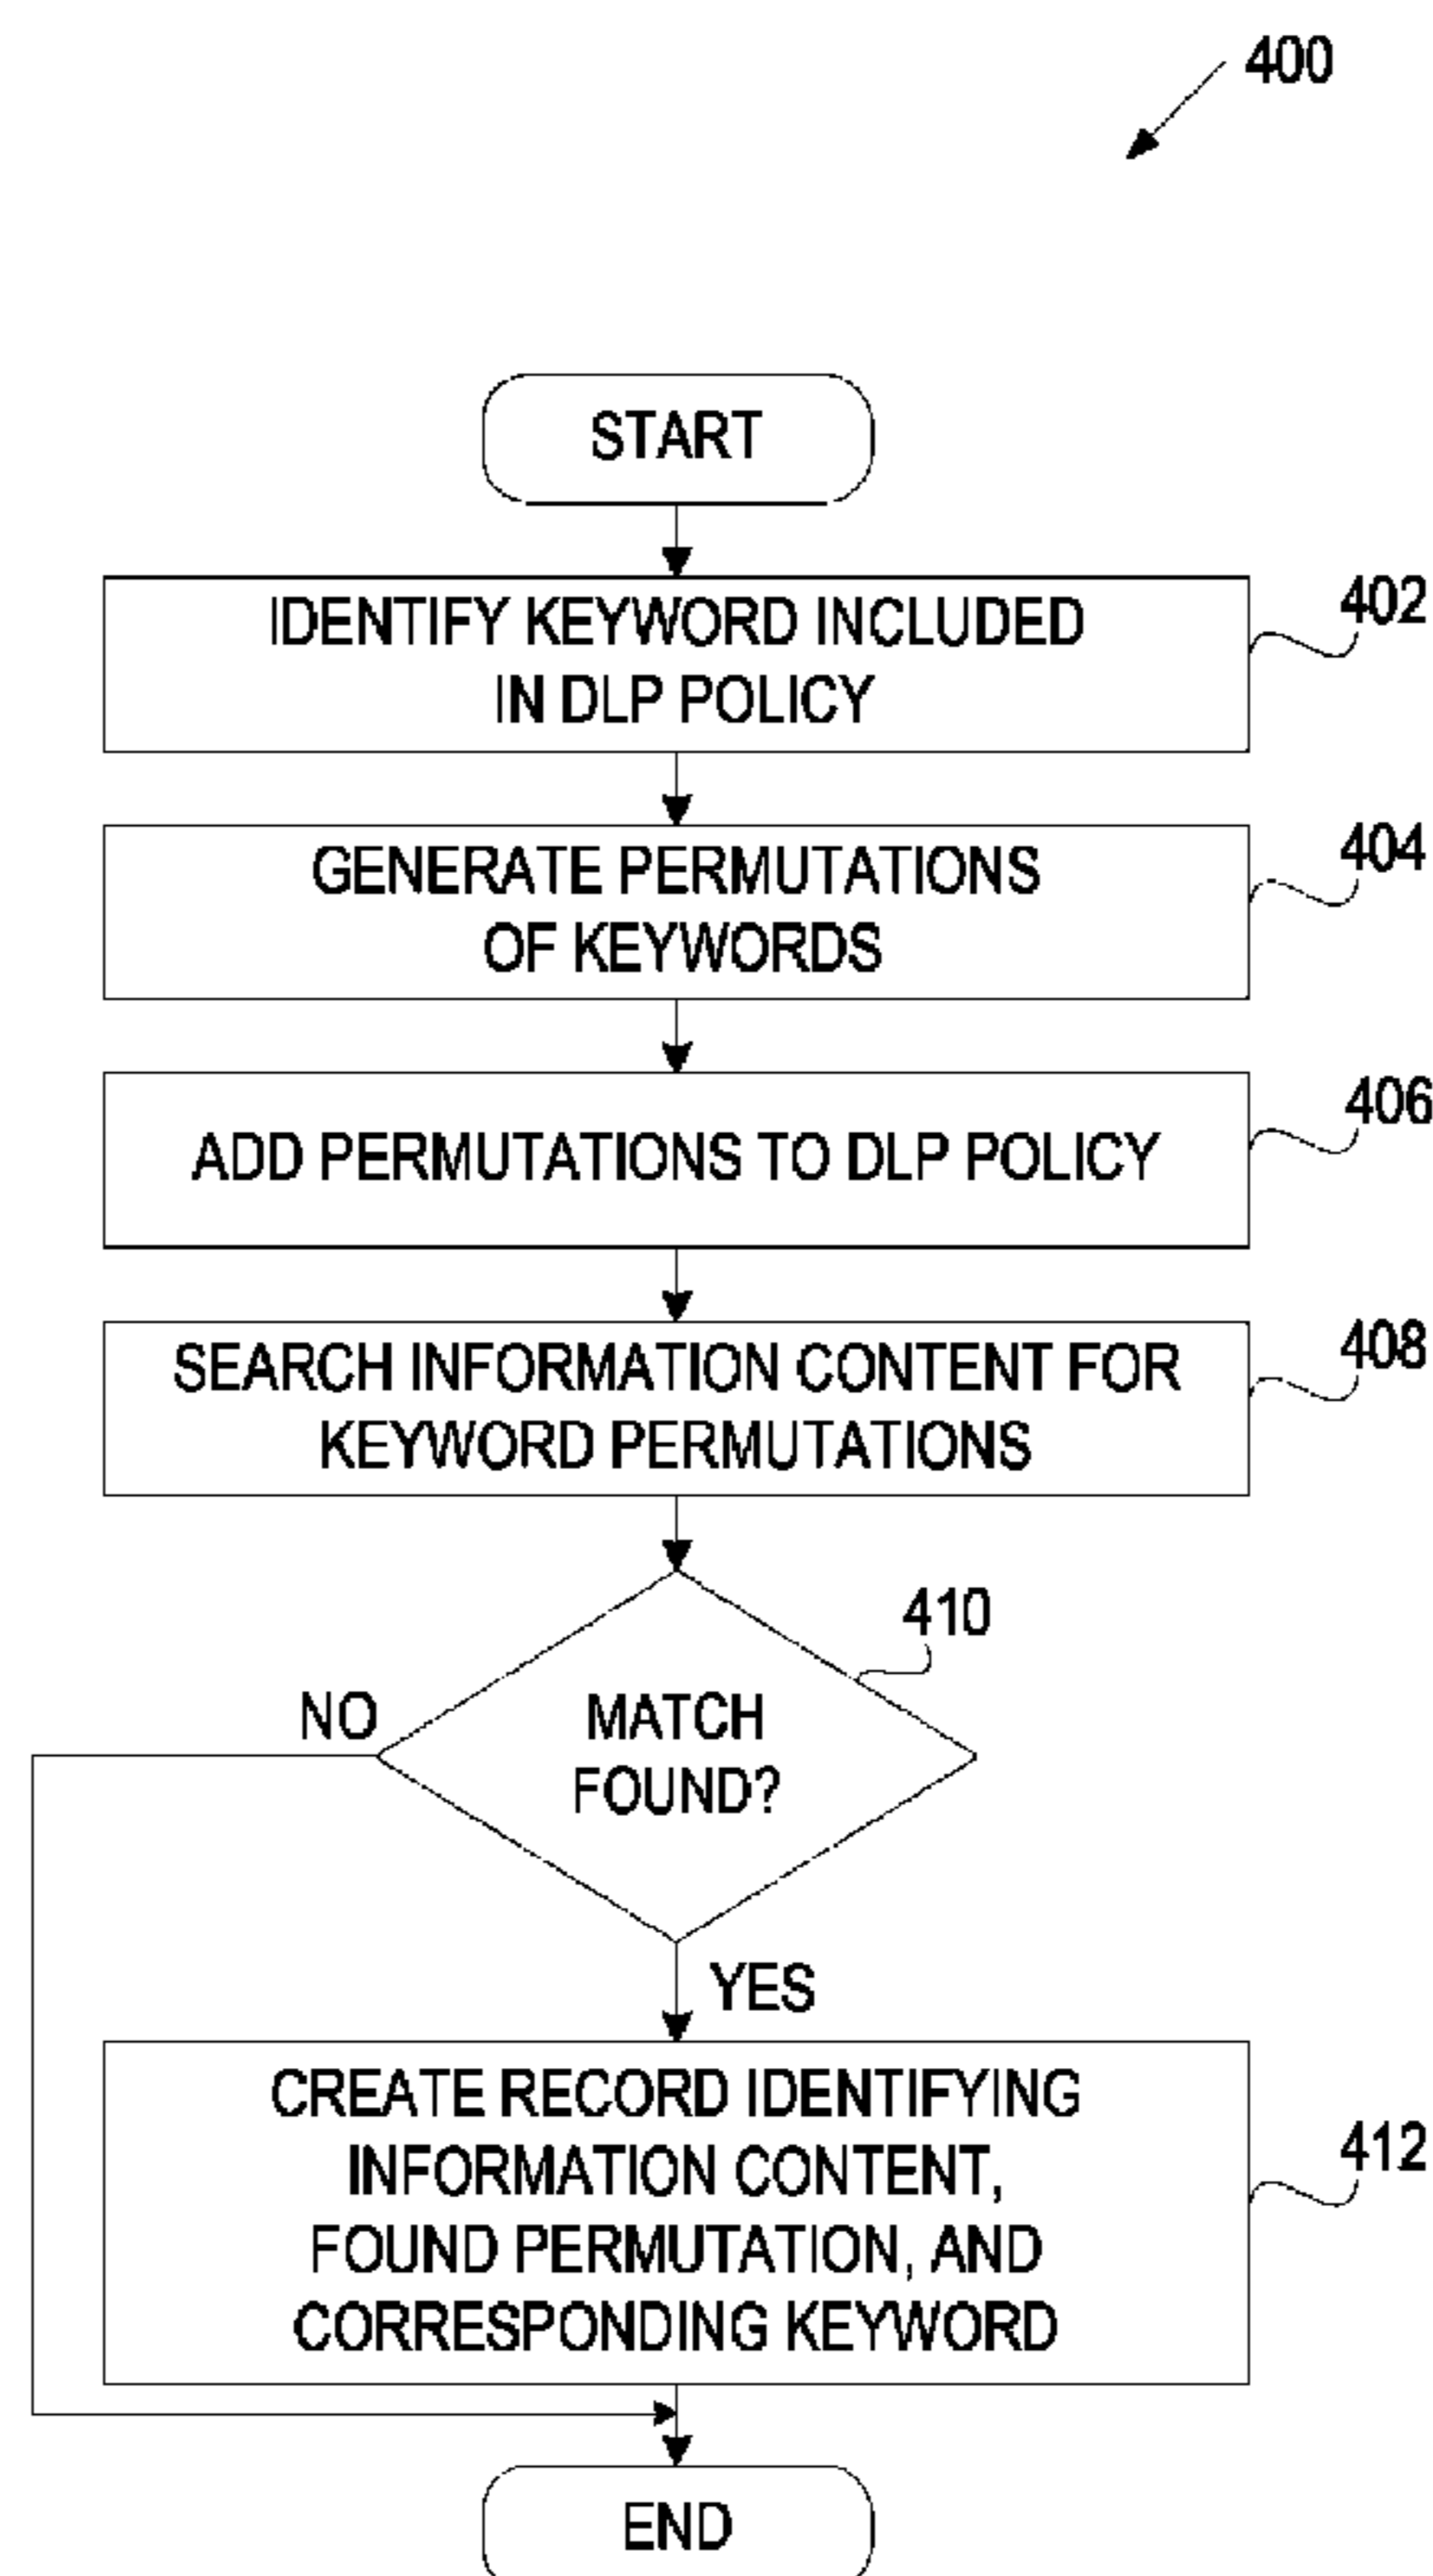 400
START
IDENTIFY KEYWORD INCLUDED
IN DLP POLICY
402
GENERATE PERMUTATIONS
OF KEYWORDS
404
ADD PERMUTATIONS TO DLP POLICY
406
SEARCH INFORMATION CONTENT FOR
KEYWORD PERMUTATIONS
408
410
NO
MATCH
FOUND?
YES
CREATE RECORD IDENTIFYING
INFORMATION CONTENT,
FOUND PERMUTATION, AND
CORRESPONDING KEYWORD
412
END